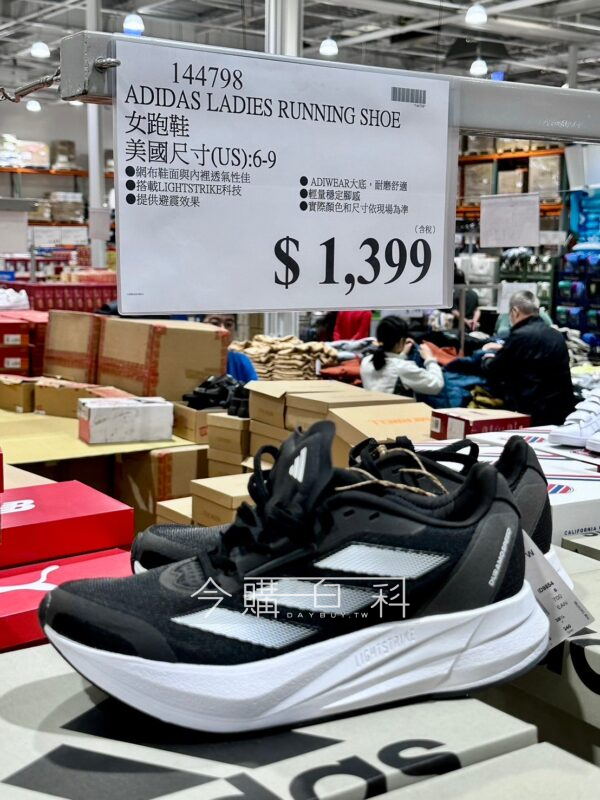 144798
ADIDAS LADIES RUNNING SHOE
女跑鞋
美國尺寸(US):6-9
●網布鞋面與內裡透氣性佳
●搭載LIGHTSTRIKE科技
●提供避震效果
● ADIWEAR大底，耐磨舒適
●輕量穩定腳感
●實際顏色和尺寸依現場為準
(含稅)
$ 1,399
今購百科
DAYBUY.TW
LIGHTSTRIKE
CALIFORNIA
adidas